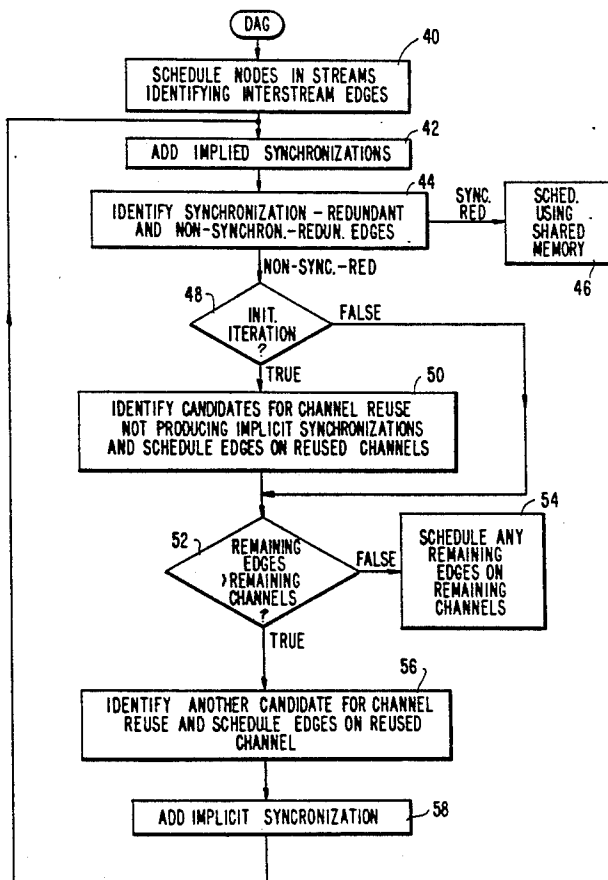 DAG
40
SCHEDULE NODES IN STREAMS
IDENTIFYING INTERSTREAM EDGES
42
ADD IMPLIED SYNCHRONIZATIONS
44
IDENTIFY SYNCHRONIZATION-REDUNDANT
AND NON-SYNCHRON.-REDUN. EDGES
SYNC.
RED
SCHED.
USING
SHARED
MEMORY
46
NON-SYNC.-RED
48
INIT.
ITERATION
?
FALSE
TRUE
50
IDENTIFY CANDIDATES FOR CHANNEL REUSE
NOT PRODUCING IMPLICIT SYNCHRONIZATIONS
AND SCHEDULE EDGES ON REUSED CHANNELS
52
REMAINING
EDGES
>REMAINING
CHANNELS
?
FALSE
54
SCHEDULE ANY
REMAINING
EDGES ON
REMAINING
CHANNELS
TRUE
56
IDENTIFY ANOTHER CANDIDATE FOR CHANNEL
REUSE AND SCHEDULE EDGES ON REUSED
CHANNEL
ADD IMPLICIT SYNCRONIZATION
58